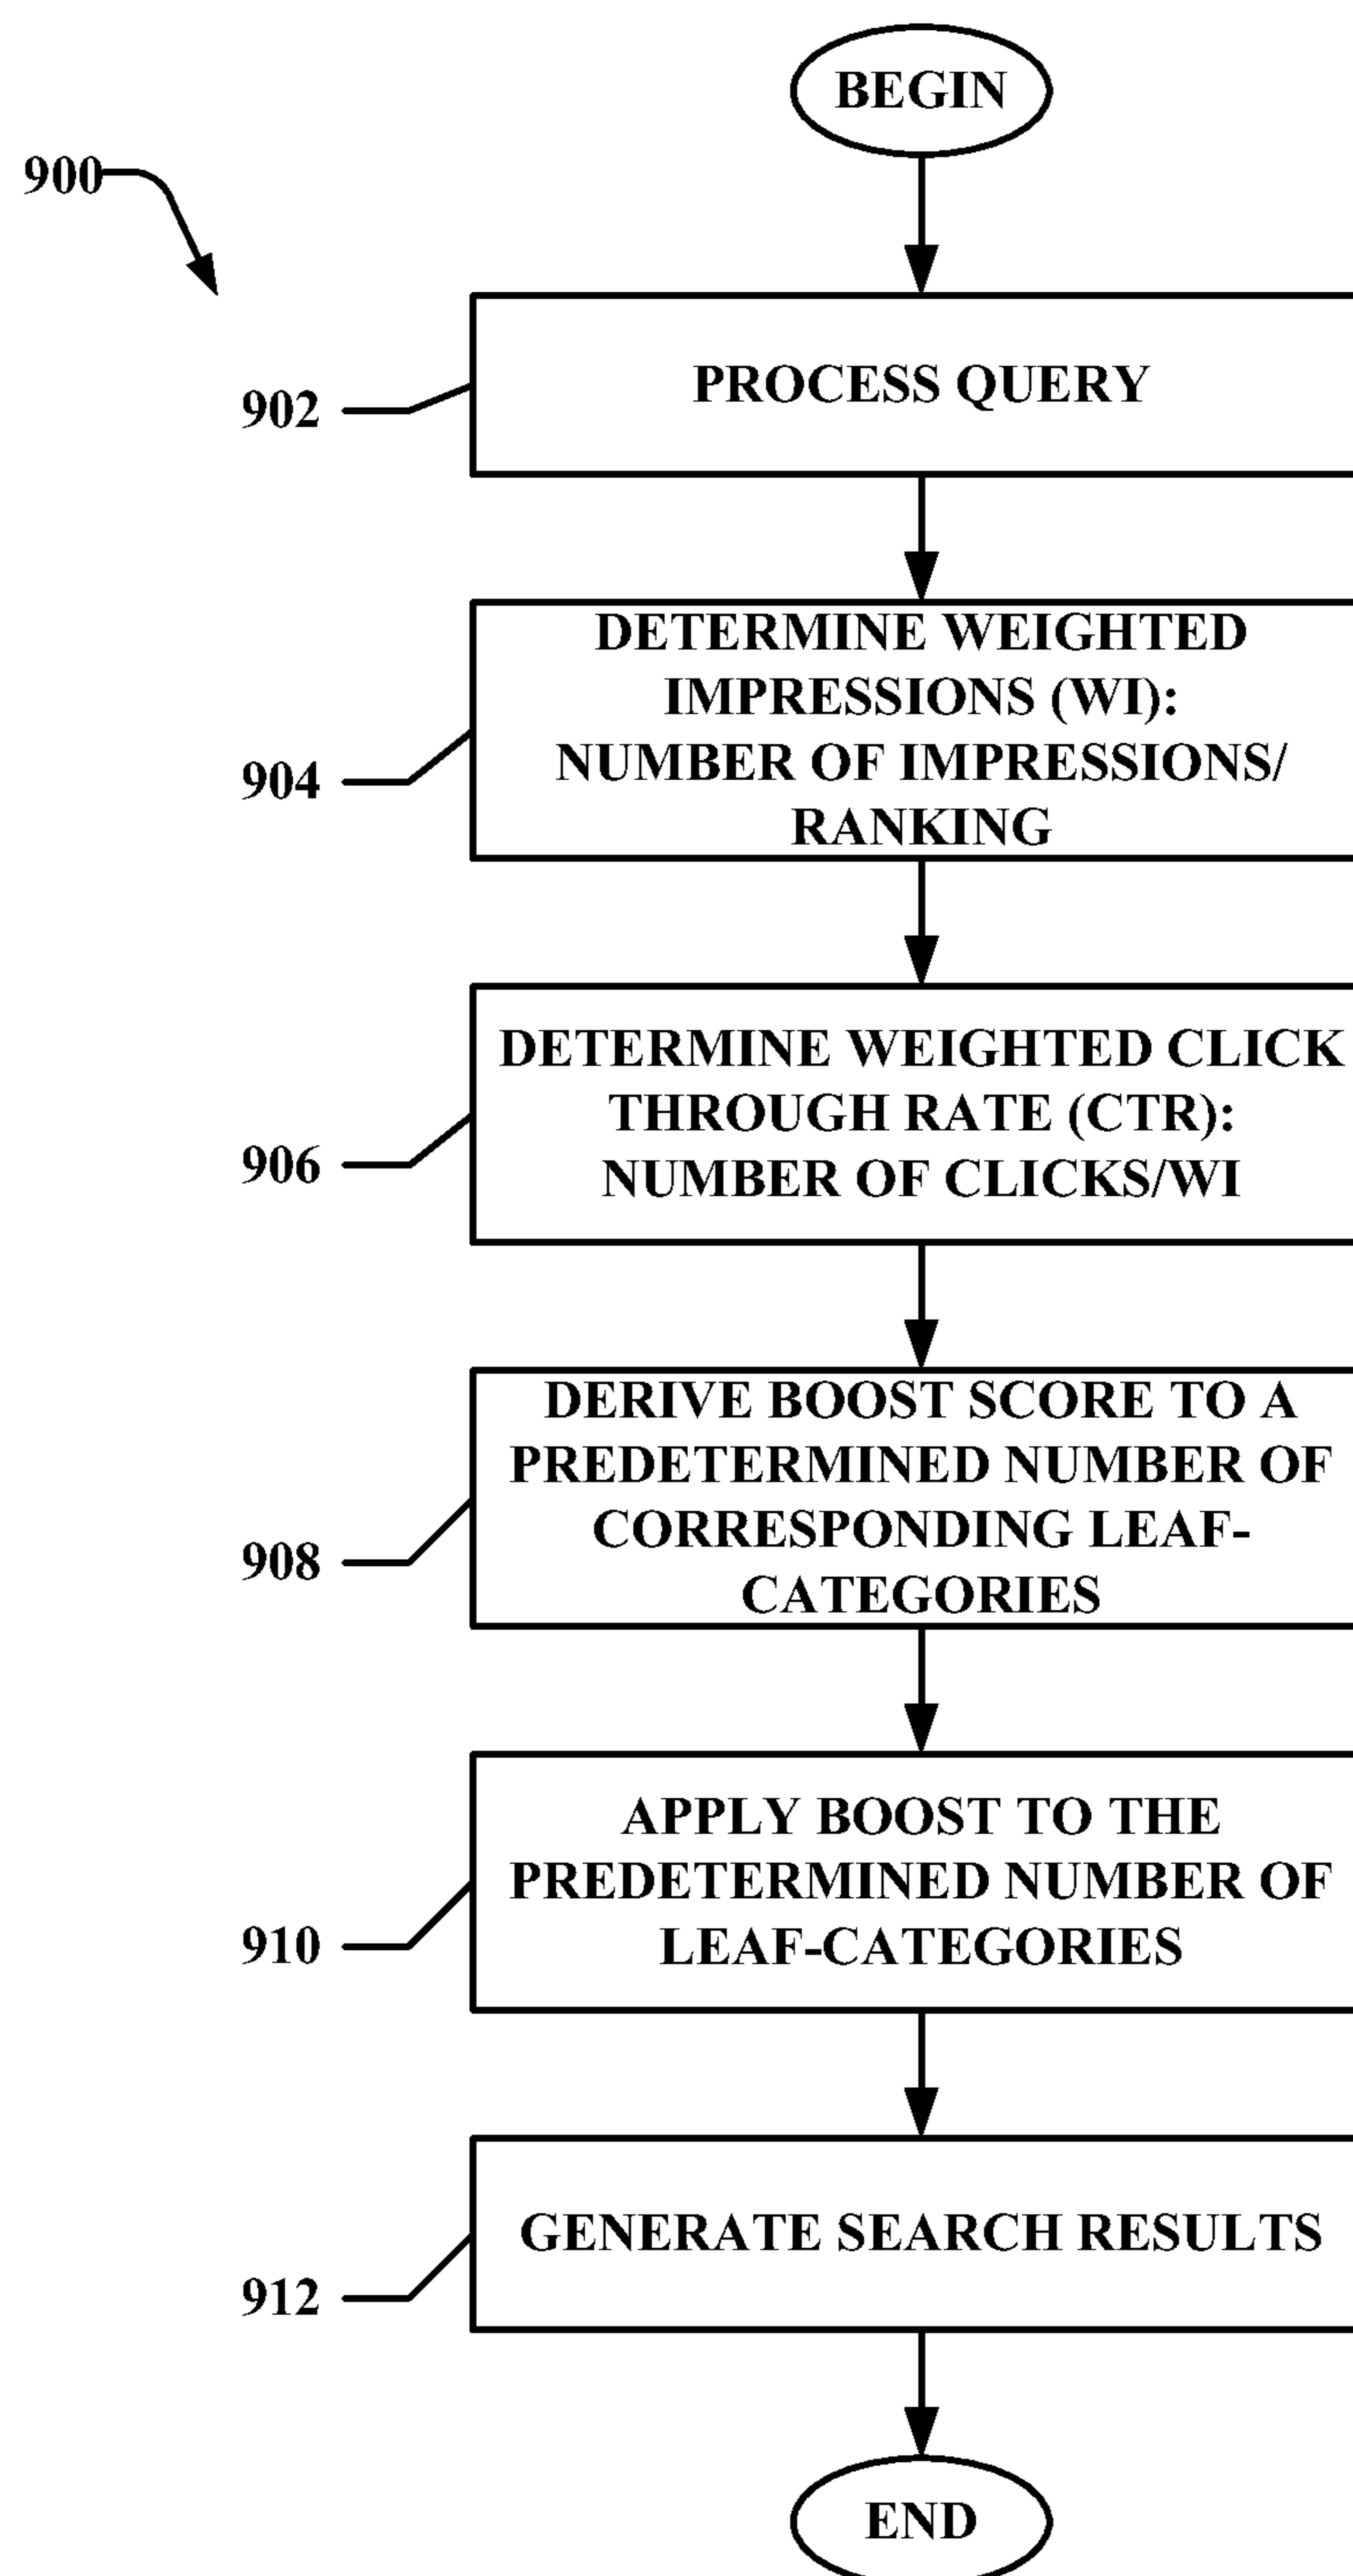 BEGIN
900
PROCESS QUERY
902
DETERMINE WEIGHTED
IMPRESSIONS (WI):
NUMBER OF IMPRESSIONS/
RANKING
904
DETERMINE WEIGHTED CLICK
THROUGH RATE (CTR):
NUMBER OF CLICKS/WI
906
DERIVE BOOST SCORE TO A
PREDETERMINED NUMBER OF
CORRESPONDING LEAF-
CATEGORIES
908
APPLY BOOST TO THE
PREDETERMINED NUMBER OF
LEAF-CATEGORIES
910
GENERATE SEARCH RESULTS
912
END